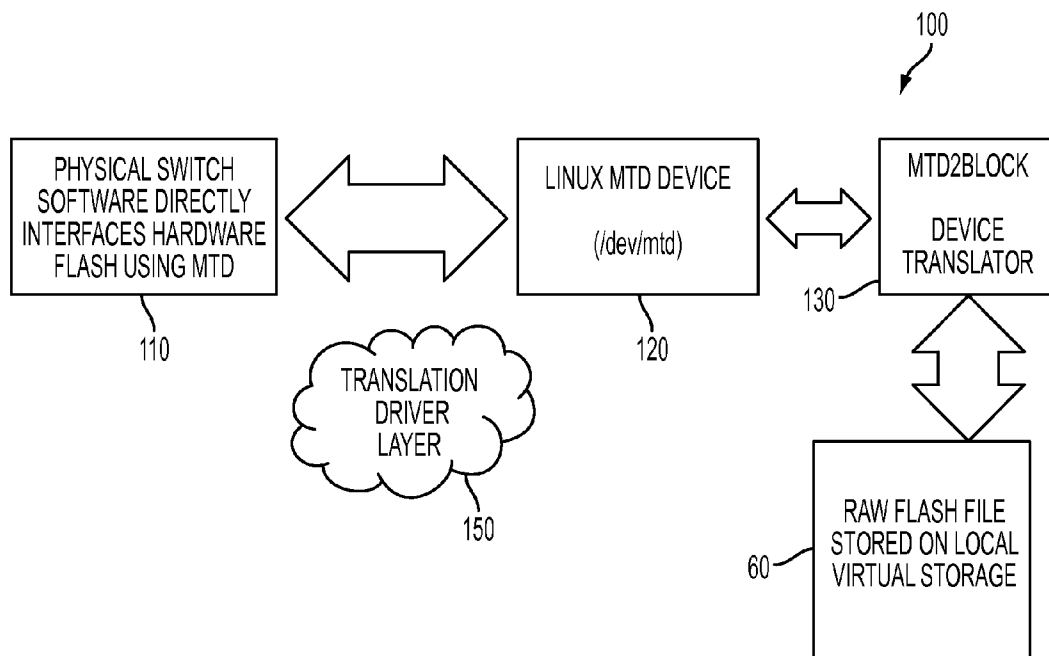 100
PHYSICAL SWITCH
SOFTWARE DIRECTLY
INTERFACES HARDWARE
FLASH USING MTD
110
LINUX MTD DEVICE
(/dev/mtd)
120
MTD2BLOCK
DEVICE
TRANSLATOR
130
TRANSLATION
DRIVER
LAYER
150
RAW FLASH FILE
STORED ON LOCAL
VIRTUAL STORAGE
60